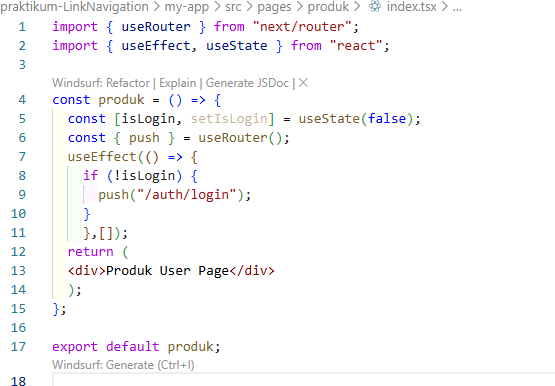 praktikum-LinkNavigation > my-app > src > pages > produk > index.tsx > ...
1 import { useRouter } from "next/router";
2 import { useEffect, useState } from "react";
3
Windsurf: Refactor | Explain | Generate JSDoc | X
4 const produk = () => {
5   const [isLogin, setIsLogin] = useState(false);
6   const { push } = useRouter();
7   useEffect(() => {
8     if (!isLogin) {
9       push("/auth/login");
10     }
11     },[]);
12   return (
13   <div>Produk User Page</div>
14   );
15 };
16
17 export default produk;
Windsurf: Generate (Ctrl+I)
18